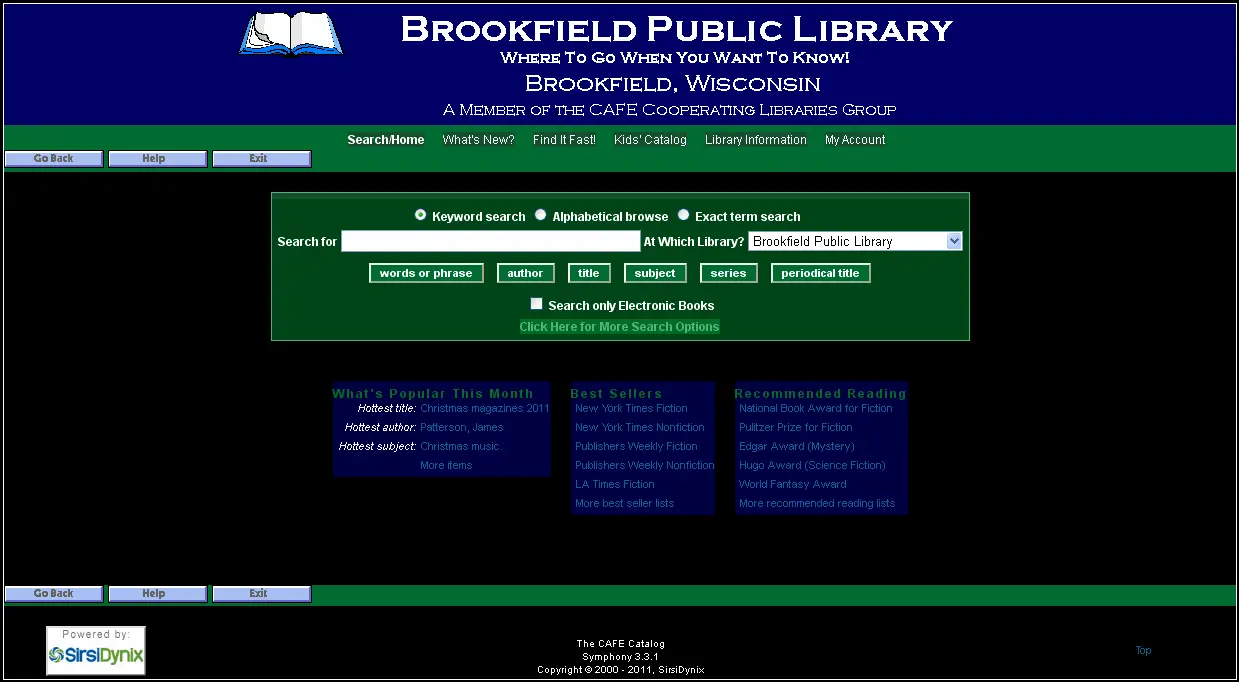 BROOKFIELD PUBLIC LIBRARY
WHERE TO GO WHEN YOU WANT TO KNOW!
BROOKFIELD, WISCONSIN
A MEMBER OF THE CAFE COOPERATING LIBRARIES GROUP
Search/Home What's New? Find It Fast! Kids' Catalog Library Information My Account
Go Back Help Exit
Keyword search Alphabetical browse Exact term search
Search for At Which Library? Brookfield Public Library
words or phrase author title subject series periodical title
Search only Electronic Books
Click Here for More Search Options
What's Popular This Month
Hottest title: Christmas magazines 2011
Hottest author: Patterson, James
Hottest subject: Christmas music.
More items
Best Sellers
New York Times Fiction
New York Times Nonfiction
Publishers Weekly Fiction
Publishers Weekly Nonfiction
LA Times Fiction
More best seller lists
Recommended Reading
National Book Award for Fiction
Pulitzer Prize for Fiction
Edgar Award (Mystery)
Hugo Award (Science Fiction)
World Fantasy Award
More recommended reading lists
Go Back Help Exit
Powered by:
SirsiDynix
The CAFE Catalog
Symphony 3.3.1
Copyright © 2000 - 2011, SirsiDynix
Top